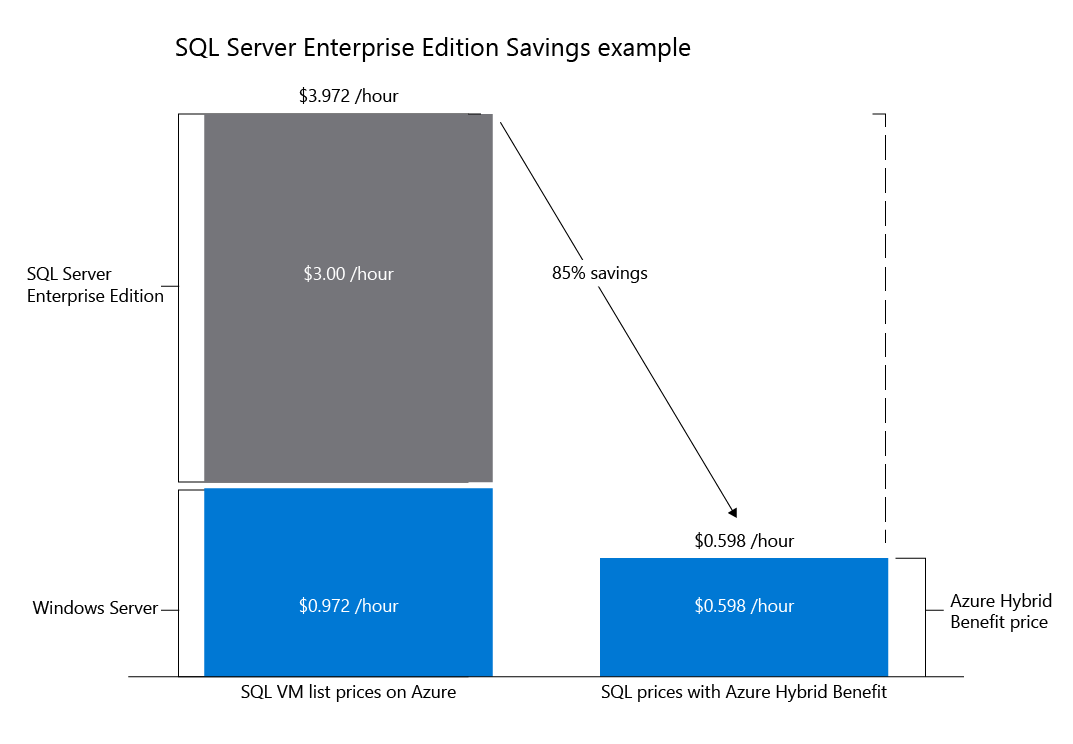 SQL Server Enterprise Edition Savings example
$3.972 /hour
SQL Server
Enterprise Edition
$3.00 /hour
85% savings
$0.598 /hour
Windows Server
$0.972 /hour
$0.598 /hour
Azure Hybrid
Benefit price
SQL VM list prices on Azure
SQL prices with Azure Hybrid Benefit